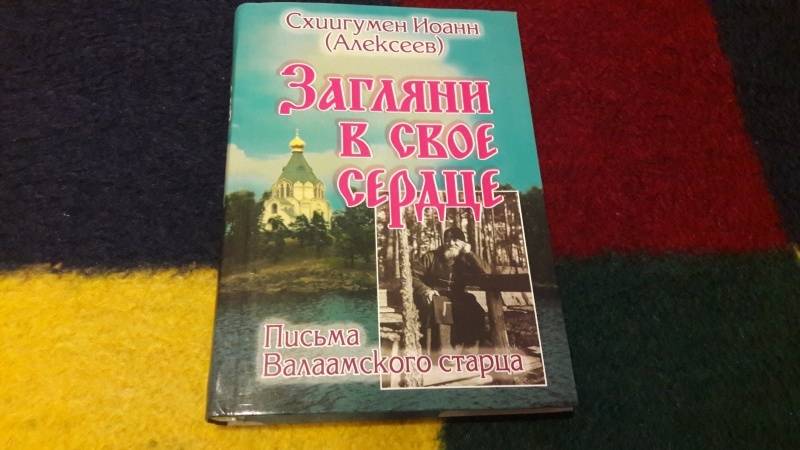 Схиигумен Иоанн
(Алексеев)
Загляни
в свое
сердце
Письма
Валаамского старца